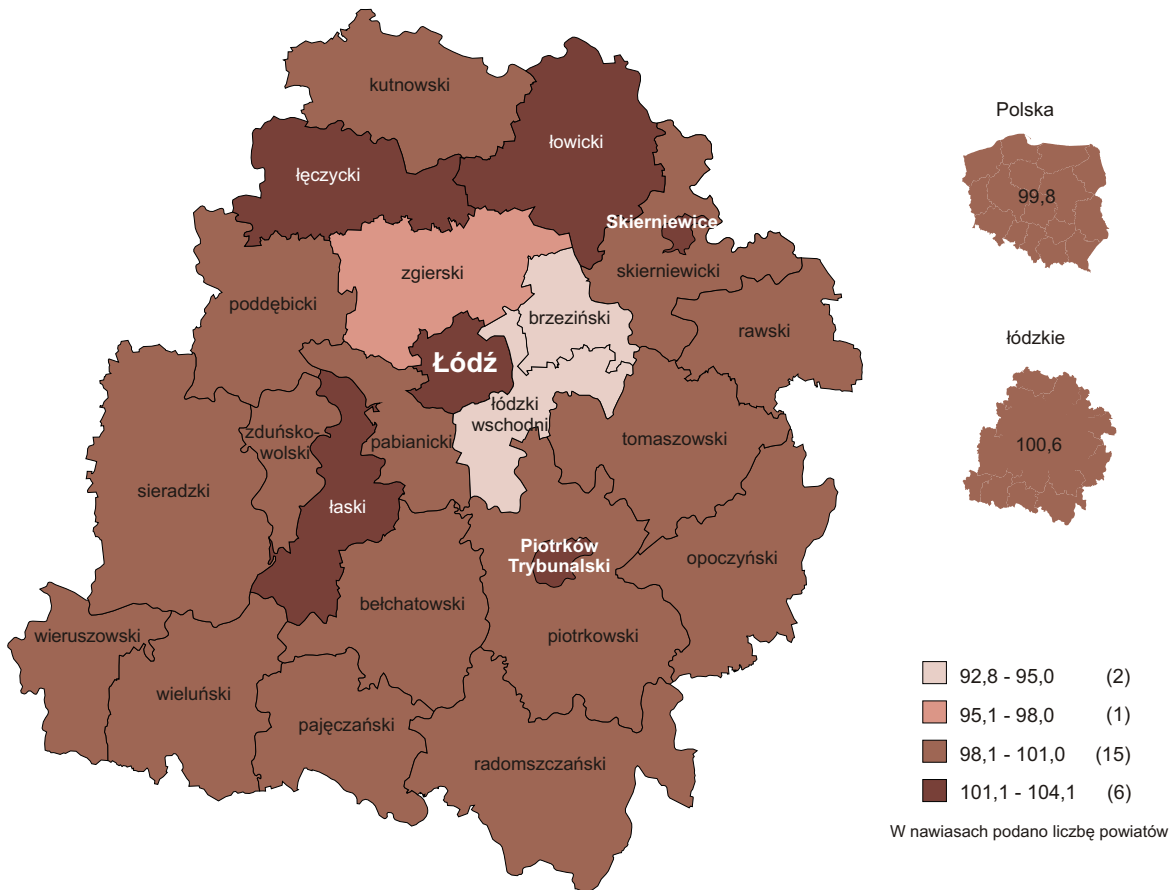 kutnowski
Polska
łowicki
łęczycki
99,8
Skierniewice
zgierski
skierniewicki
poddębicki
brzeziński
rawski
łódzkie
Łódź
łódzki
wschodni
zduńsko-
wolski
pabianicki
tomaszowski
100,6
sieradzki
łaski
Piotrków
Trybunalski
opoczyński
bełchatowski
wieruszowski
piotrkowski
wieluński
pajęczański
radomszczański
92,8 - 95,0 (2)
95,1 - 98,0 (1)
98,1 - 101,0 (15)
101,1 - 104,1 (6)
W nawiasach podano liczbę powiatów